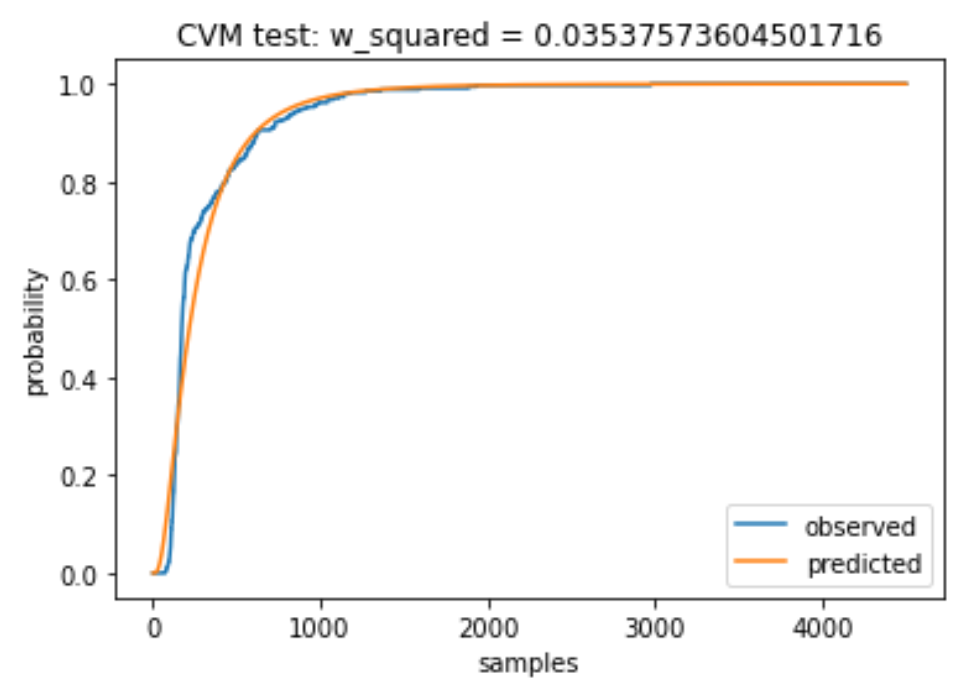 CVM test: w_squared = 0.03537573604501716
1.0
0.8
0.6
0.4
0.2
0.0
probability
0 1000 2000 3000 4000
samples
observed
predicted